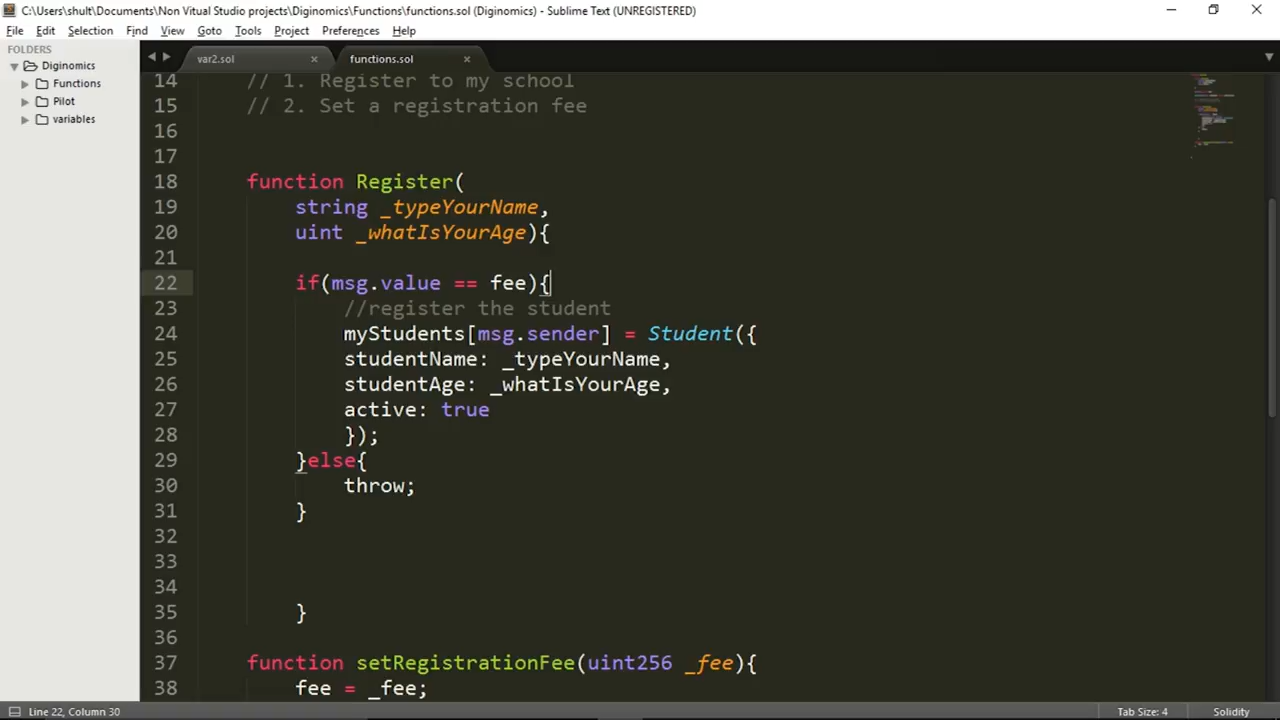 C:\Users\shult\Documents\Non Vitual Studio projects\Diginomics\Functions\functions.sol (Diginomics) - Sublime Text (UNREGISTERED)
File Edit Selection Find View Goto Tools Project Preferences Help
FOLDERS
Diginomics
Functions
Pilot
variables
var2.sol
functions.sol
14 // 1. Register to my school
15 // 2. Set a registration fee
16
17
18 function Register(
19 string _typeYourName,
20 uint _whatIsYourAge){
21
22 if(msg.value == fee){
23 //register the student
24 myStudents[msg.sender] = Student({
25 studentName: _typeYourName,
26 studentAge: _whatIsYourAge,
27 active: true
28 });
29 }else{
30 throw;
31 }
32
33
34
35 }
36
37 function setRegistrationFee(uint256 _fee){
38 fee = _fee;
Line 22, Column 30
Tab Size: 4
Solidity